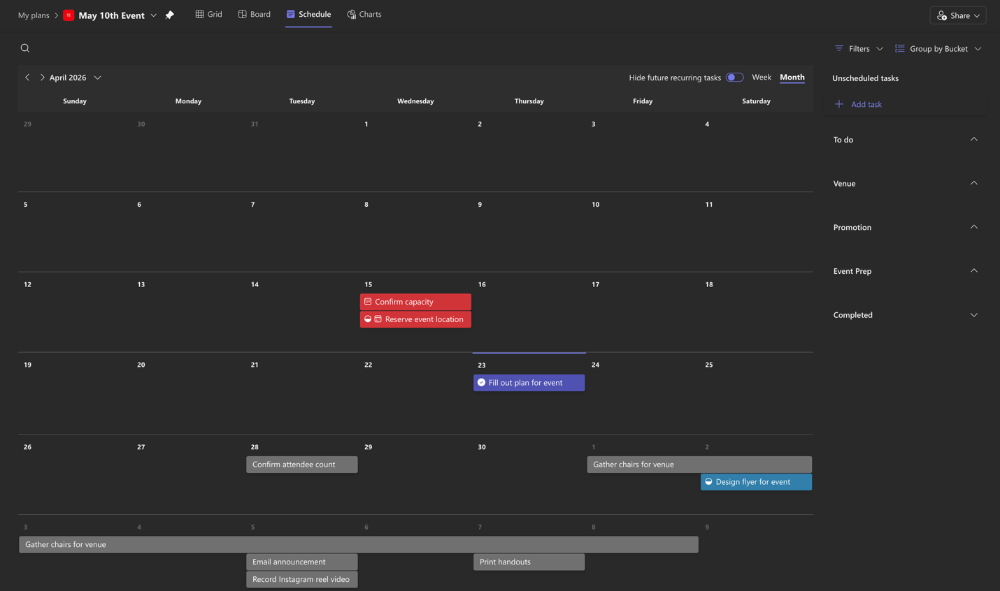 My plans
TE
May 10th Event
Grid
Board
Schedule
Charts
Share
Filters
Group by Bucket
April 2026
Hide future recurring tasks
Week
Month
Unscheduled tasks
Add task
To do
Venue
Promotion
Event Prep
Completed
Sunday Monday Tuesday Wednesday Thursday Friday Saturday
29 30 31 1 2 3 4
5 6 7 8 9 10 11
12 13 14 15 16 17 18
Confirm capacity
Reserve event location
19 20 21 22 23 24 25
Fill out plan for event
26 27 28 29 30 1 2
Confirm attendee count
Gather chairs for venue
Design flyer for event
3 4 5 6 7 8 9
Gather chairs for venue
Email announcement
Print handouts
Record Instagram reel video